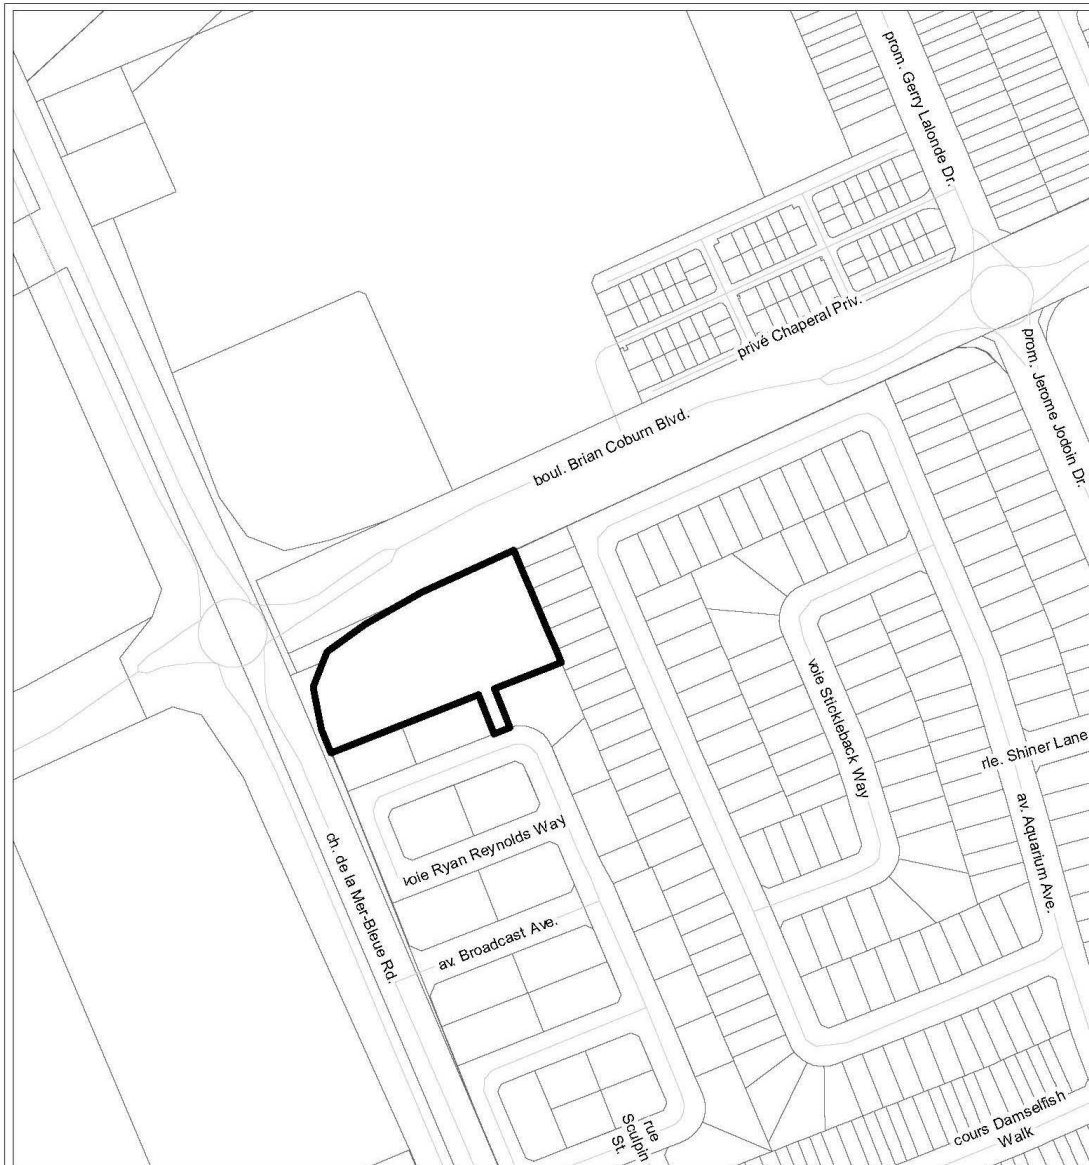 prom. Gerry Lalonde Dr.
privé Chaperal Priv.
prom. Jerome Jodoin Dr.
boul. Brian Coburn Blvd.
voie Stickleback Way
rle. Shiner Lane
av. Aquarium Ave.
voie Ryan Reynolds Way
ch. de la Mer-Bleue Rd.
av. Broadcast Ave.
rue
Sculpin
St.
cours Damselfish
Walk